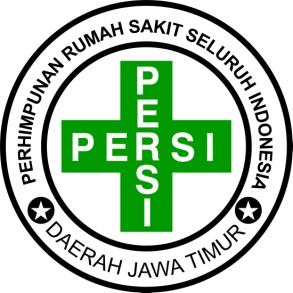 PERHIMPUNAN RUMAH SAKIT SELURUH INDONESIA
PERSI
PERSI
DAERAH JAWA TIMUR